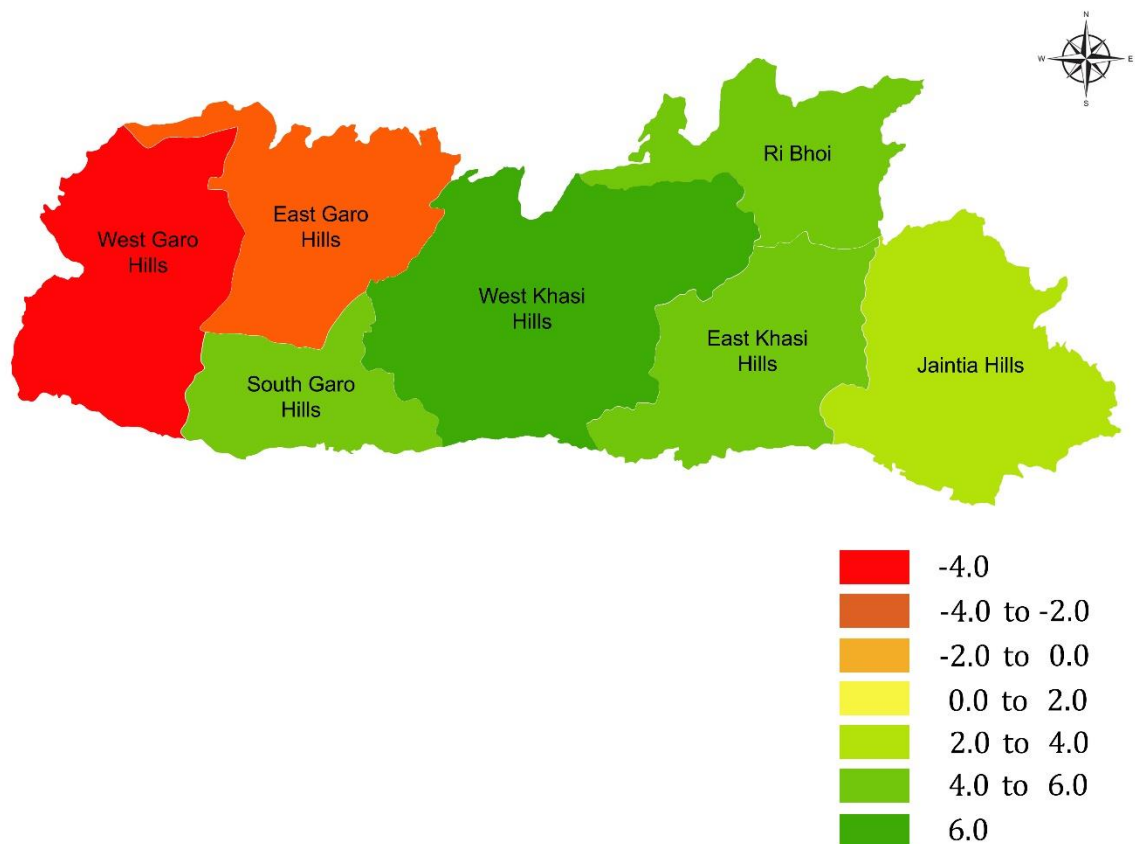 N
W E
S
Ri Bhoi
East Garo
Hills
West Garo
Hills
West Khasi
Hills
East Khasi
Hills
Jaintia Hills
South Garo
Hills
-4.0
-4.0 to -2.0
-2.0 to 0.0
0.0 to 2.0
2.0 to 4.0
4.0 to 6.0
6.0